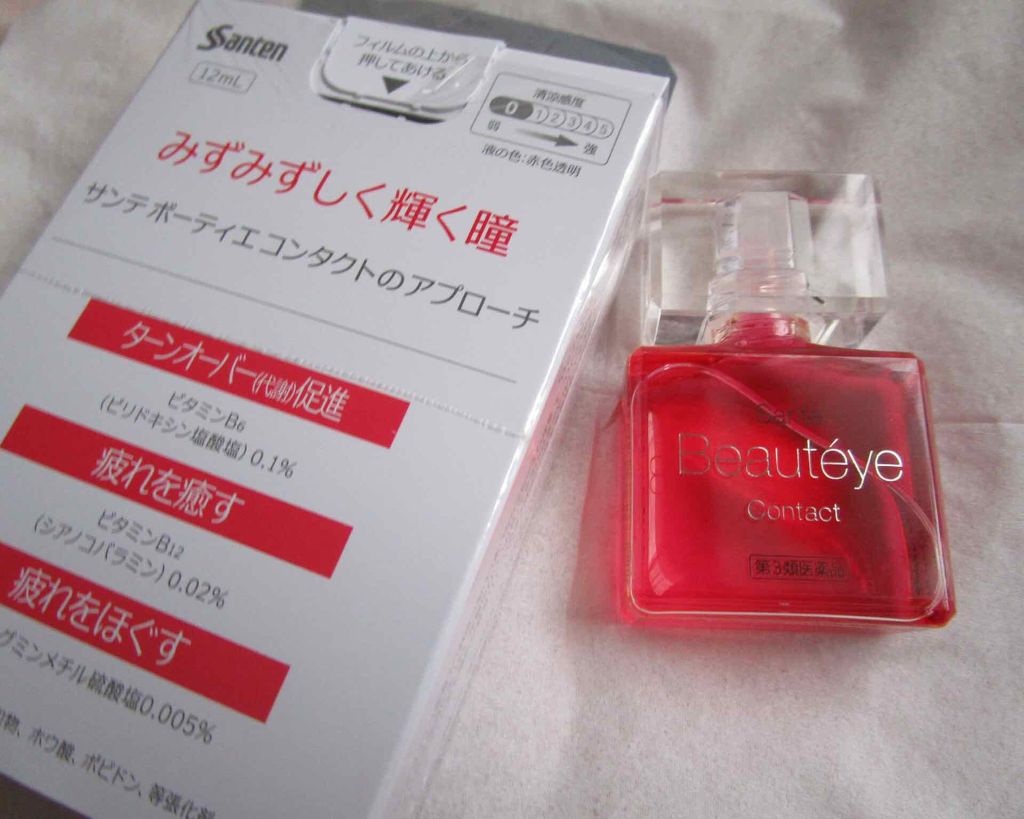 Santen
12mL
フィルムの上から
押してあける
清涼感度
0 1 2 3 4 5
弱 強
液の色:赤色透明
みずみずしく輝く瞳
サンテ ボーティエ コンタクトのアプローチ
ターンオーバー(代謝)促進
ビタミンB6
(ピリドキシン塩酸塩) 0.1%
疲れを癒す
ビタミンB12
(シアノコバラミン) 0.02%
疲れをほぐす
グミンメチル硫酸塩0.005%
物、ホウ酸、ポビドン、等張化剤
Sante
Beautéye
Contact
第3類医薬品